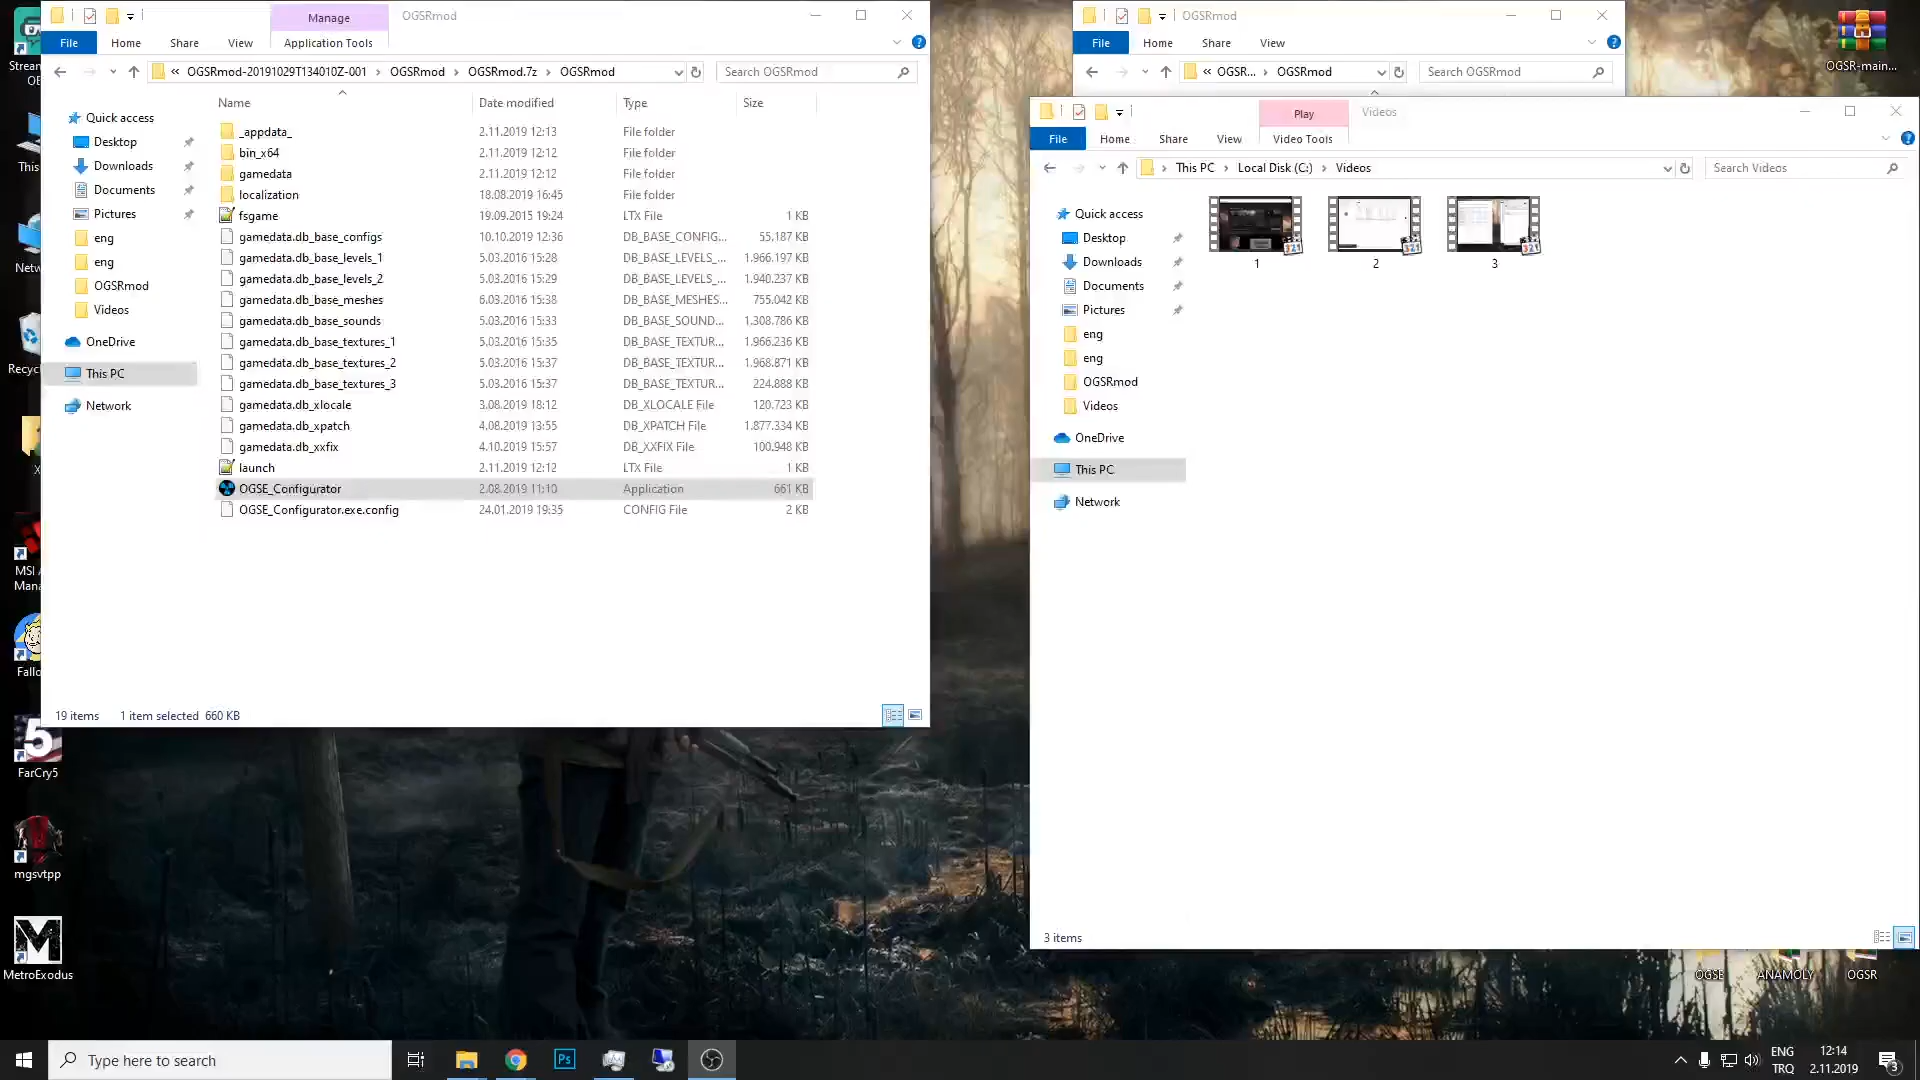 Manage
OGSRmod
File
Home
Share
View
Application Tools
« OGSRmod-20191029T134010Z-001 > OGSRmod > OGSRmod.7z > OGSRmod
Search OGSRmod
Quick access
Desktop
Downloads
Documents
Pictures
eng
eng
OGSRmod
Videos
OneDrive
This PC
Network
Name Date modified Type Size
_appdata_ 2.11.2019 12:13 File folder
bin_x64 2.11.2019 12:12 File folder
gamedata 2.11.2019 12:12 File folder
localization 18.08.2019 16:45 File folder
fsgame 19.09.2015 19:24 LTX File 1 KB
gamedata.db_base_configs 10.10.2019 12:36 DB_BASE_CONFIG... 55.187 KB
gamedata.db_base_levels_1 5.03.2016 15:28 DB_BASE_LEVELS_... 1.966.197 KB
gamedata.db_base_levels_2 5.03.2016 15:29 DB_BASE_LEVELS_... 1.940.237 KB
gamedata.db_base_meshes 6.03.2016 15:38 DB_BASE_MESHES... 755.042 KB
gamedata.db_base_sounds 5.03.2016 15:33 DB_BASE_SOUND... 1.308.786 KB
gamedata.db_base_textures_1 5.03.2016 15:35 DB_BASE_TEXTUR... 1.966.236 KB
gamedata.db_base_textures_2 5.03.2016 15:37 DB_BASE_TEXTUR... 1.968.871 KB
gamedata.db_base_textures_3 5.03.2016 15:37 DB_BASE_TEXTUR... 224.888 KB
gamedata.db_xlocale 3.08.2019 18:12 DB_XLOCALE File 120.723 KB
gamedata.db_xpatch 4.08.2019 13:55 DB_XPATCH File 1.877.334 KB
gamedata.db_xxfix 4.10.2019 15:57 DB_XXFIX File 100.948 KB
launch 2.11.2019 12:12 LTX File 1 KB
OGSE_Configurator 2.08.2019 11:10 Application 661 KB
OGSE_Configurator.exe.config 24.01.2019 19:35 CONFIG File 2 KB
19 items 1 item selected 660 KB
OGSRmod
File
Home
Share
View
« OGSR... > OGSRmod
Search OGSRmod
Play
Videos
File
Home
Share
View
Video Tools
> This PC > Local Disk (C:) > Videos
Search Videos
Quick access
Desktop
Downloads
Documents
Pictures
eng
eng
OGSRmod
Videos
OneDrive
This PC
Network
321
321
321
1
2
3
3 items
Stream
OB
This
Netw
Recyc
X
MSI A
Mana
Fallo
5
FarCry5
mgsvtpp
M
MetroExodus
OGSR-main...
OGSE
ANAMOLY
OGSR
Type here to search
Ps
ENG
TRQ
12:14
2.11.2019
3